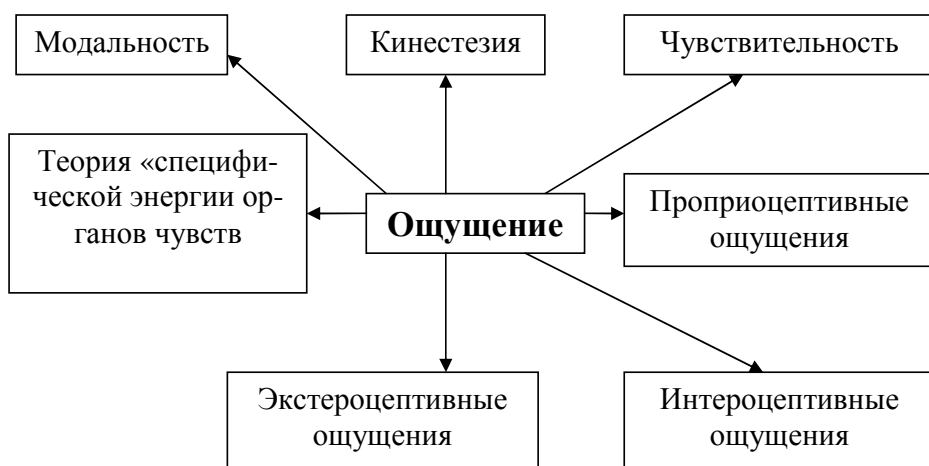 Модальность
Кинестезия
Чувствительность
Теория «специфи-
ческой энергии ор-
ганов чувств
Ощущение
Проприоцептивные
ощущения
Экстероцептивные
ощущения
Интероцептивные
ощущения